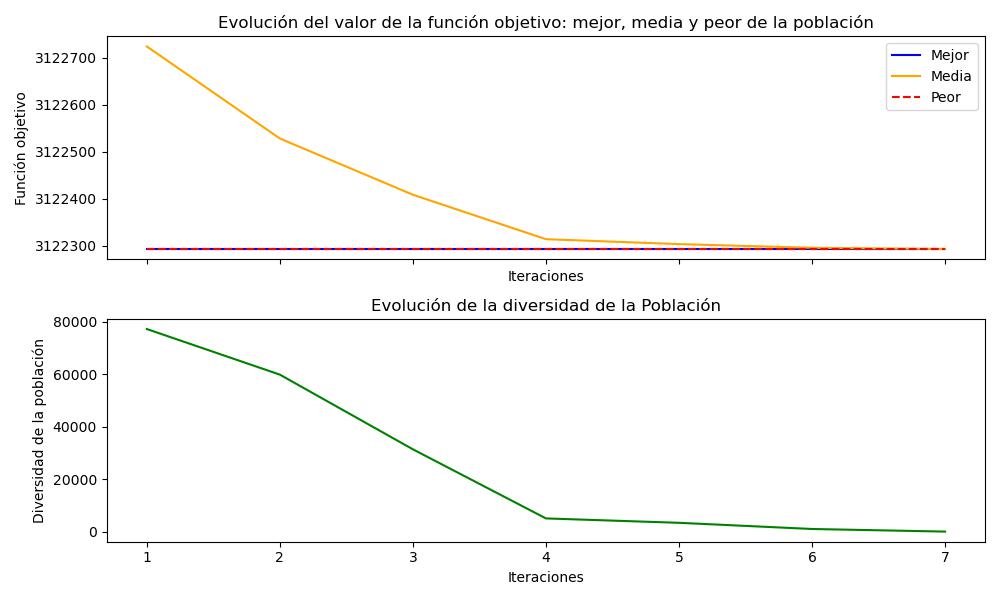 Evolución del valor de la función objetivo: mejor, media y peor de la población
Función objetivo
3122700
3122600
3122500
3122400
3122300
Mejor
Media
Peor
Iteraciones
Evolución de la diversidad de la Población
Diversidad de la población
80000
60000
40000
20000
0
1 2 3 4 5 6 7
Iteraciones